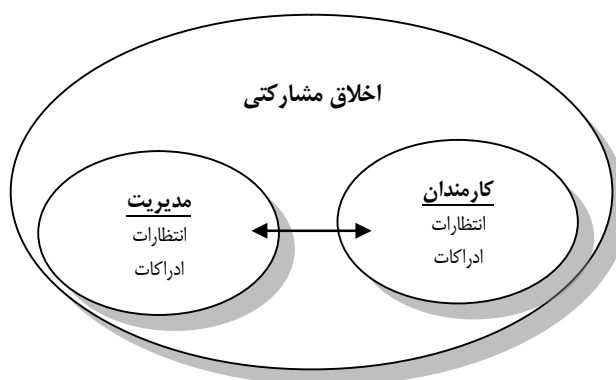 اخلاق مشارکتی
کارمندان
انتظارات
ادراکات
مدیریت
انتظارات
ادراکات